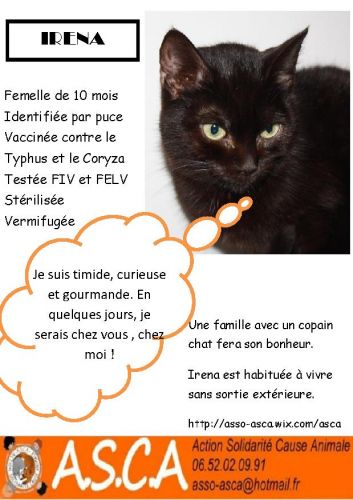 IRENA
Femelle de 10 mois
Identifiée par puce
Vaccinée contre le
Typhus et le Coryza
Testée FIV et FELV
Stérilisée
Vermifugée
Je suis timide, curieuse
et gourmande. En
quelques jours, je
serais chez vous , chez
moi !
Une famille avec un copain
chat fera son bonheur.
Irena est habituée à vivre
sans sortie extérieure.
http://asso-asca.wix.com/asca
A.S.C.A
Action Solidarité Cause Animale
06.52.02.09.91
asso-asca@hotmail.fr